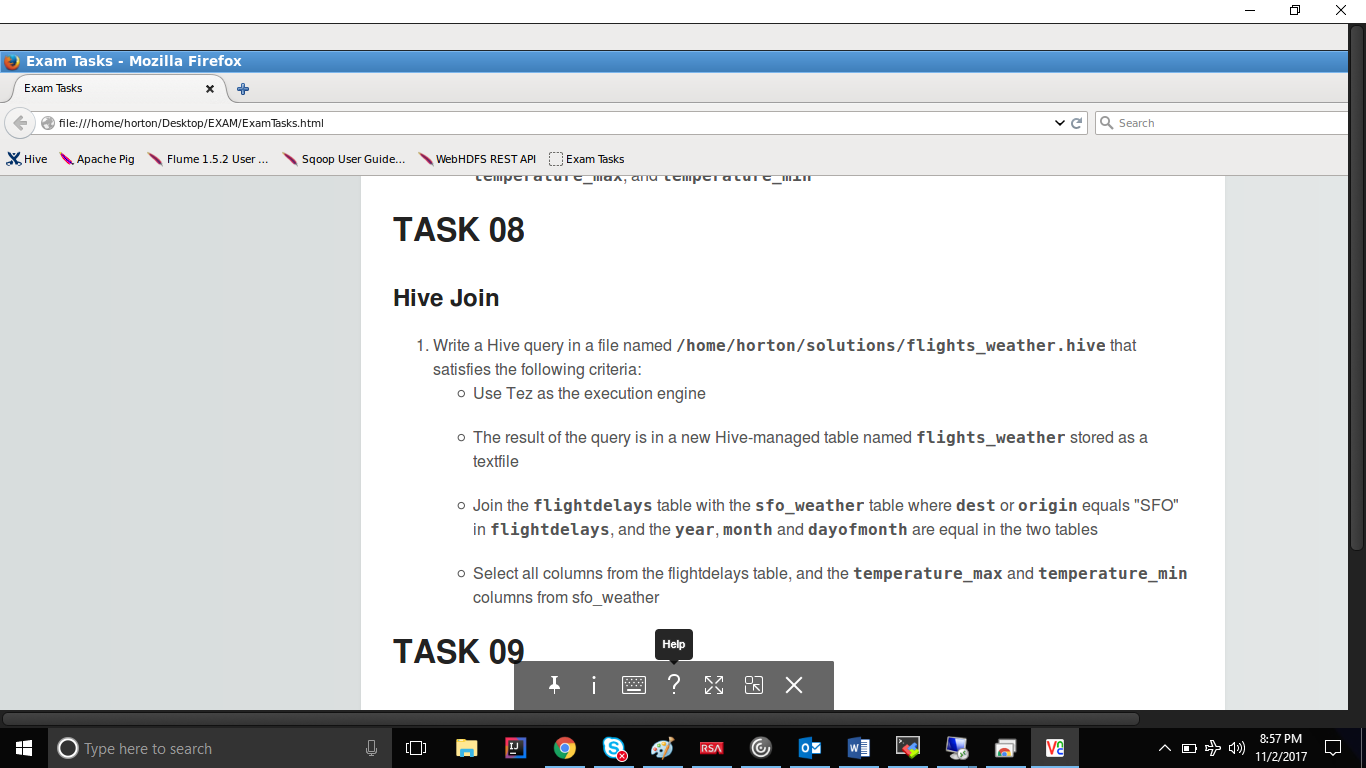 Exam Tasks - Mozilla Firefox
Exam Tasks
file:///home/horton/Desktop/EXAM/ExamTasks.html
Search
Hive
Apache Pig
Flume 1.5.2 User ...
Sqoop User Guide...
WebHDFS REST API
Exam Tasks
temperature_max, and temperature_min
TASK 08
Hive Join
1. Write a Hive query in a file named /home/horton/solutions/flights_weather.hive that
satisfies the following criteria:
Use Tez as the execution engine
The result of the query is in a new Hive-managed table named flights_weather stored as a
textfile
Join the flightdelays table with the sfo_weather table where dest or origin equals "SFO"
in flightdelays, and the year, month and dayofmonth are equal in the two tables
Select all columns from the flightdelays table, and the temperature_max and temperature_min
columns from sfo_weather
TASK 09
Help
Type here to search
RSA
8:57 PM
11/2/2017